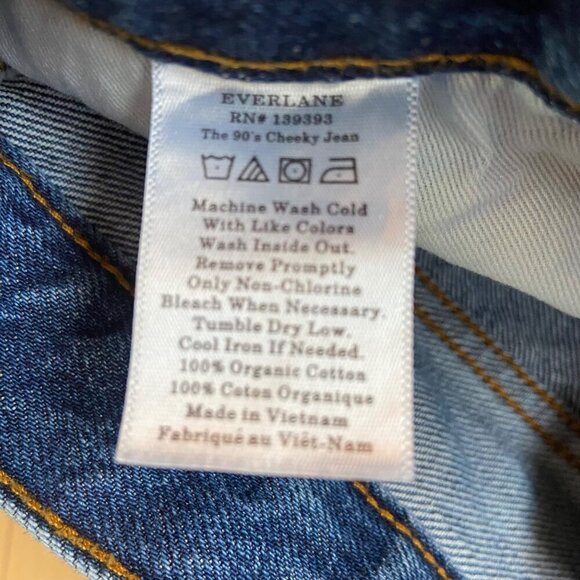 EVERLANE
RN# 139393
The 90's Cheeky Jean
Machine Wash Cold
With Like Colors
Wash Inside Out.
Remove Promptly
Only Non-Chlorine
Bleach When Necessary.
Tumble Dry Low.
Cool Iron If Needed.
100% Organic Cotton
100% Coton Organique
Made in Vietnam
Fabriqué au Viêt-Nam